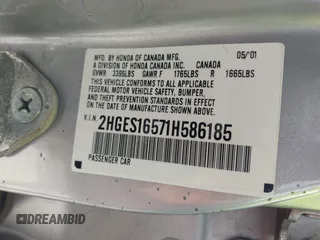 MFD. BY HONDA OF CANADA MFG. 05/01
A DIVISION OF HONDA CANADA INC. CANADA
GVWR 3395LBS GAWR F 1765LBS R 1665LBS
THIS VEHICLE CONFORMS TO ALL APPLICABLE
FEDERAL MOTOR VEHICLE SAFETY, BUMPER,
AND THEFT PREVENTION STANDARDS IN EFFECT
ON THE DATE OF MANUFACTURE SHOWN ABOVE.
V.I.N. 2HGES16571H586185
PASSENGER CAR
DREAMBID